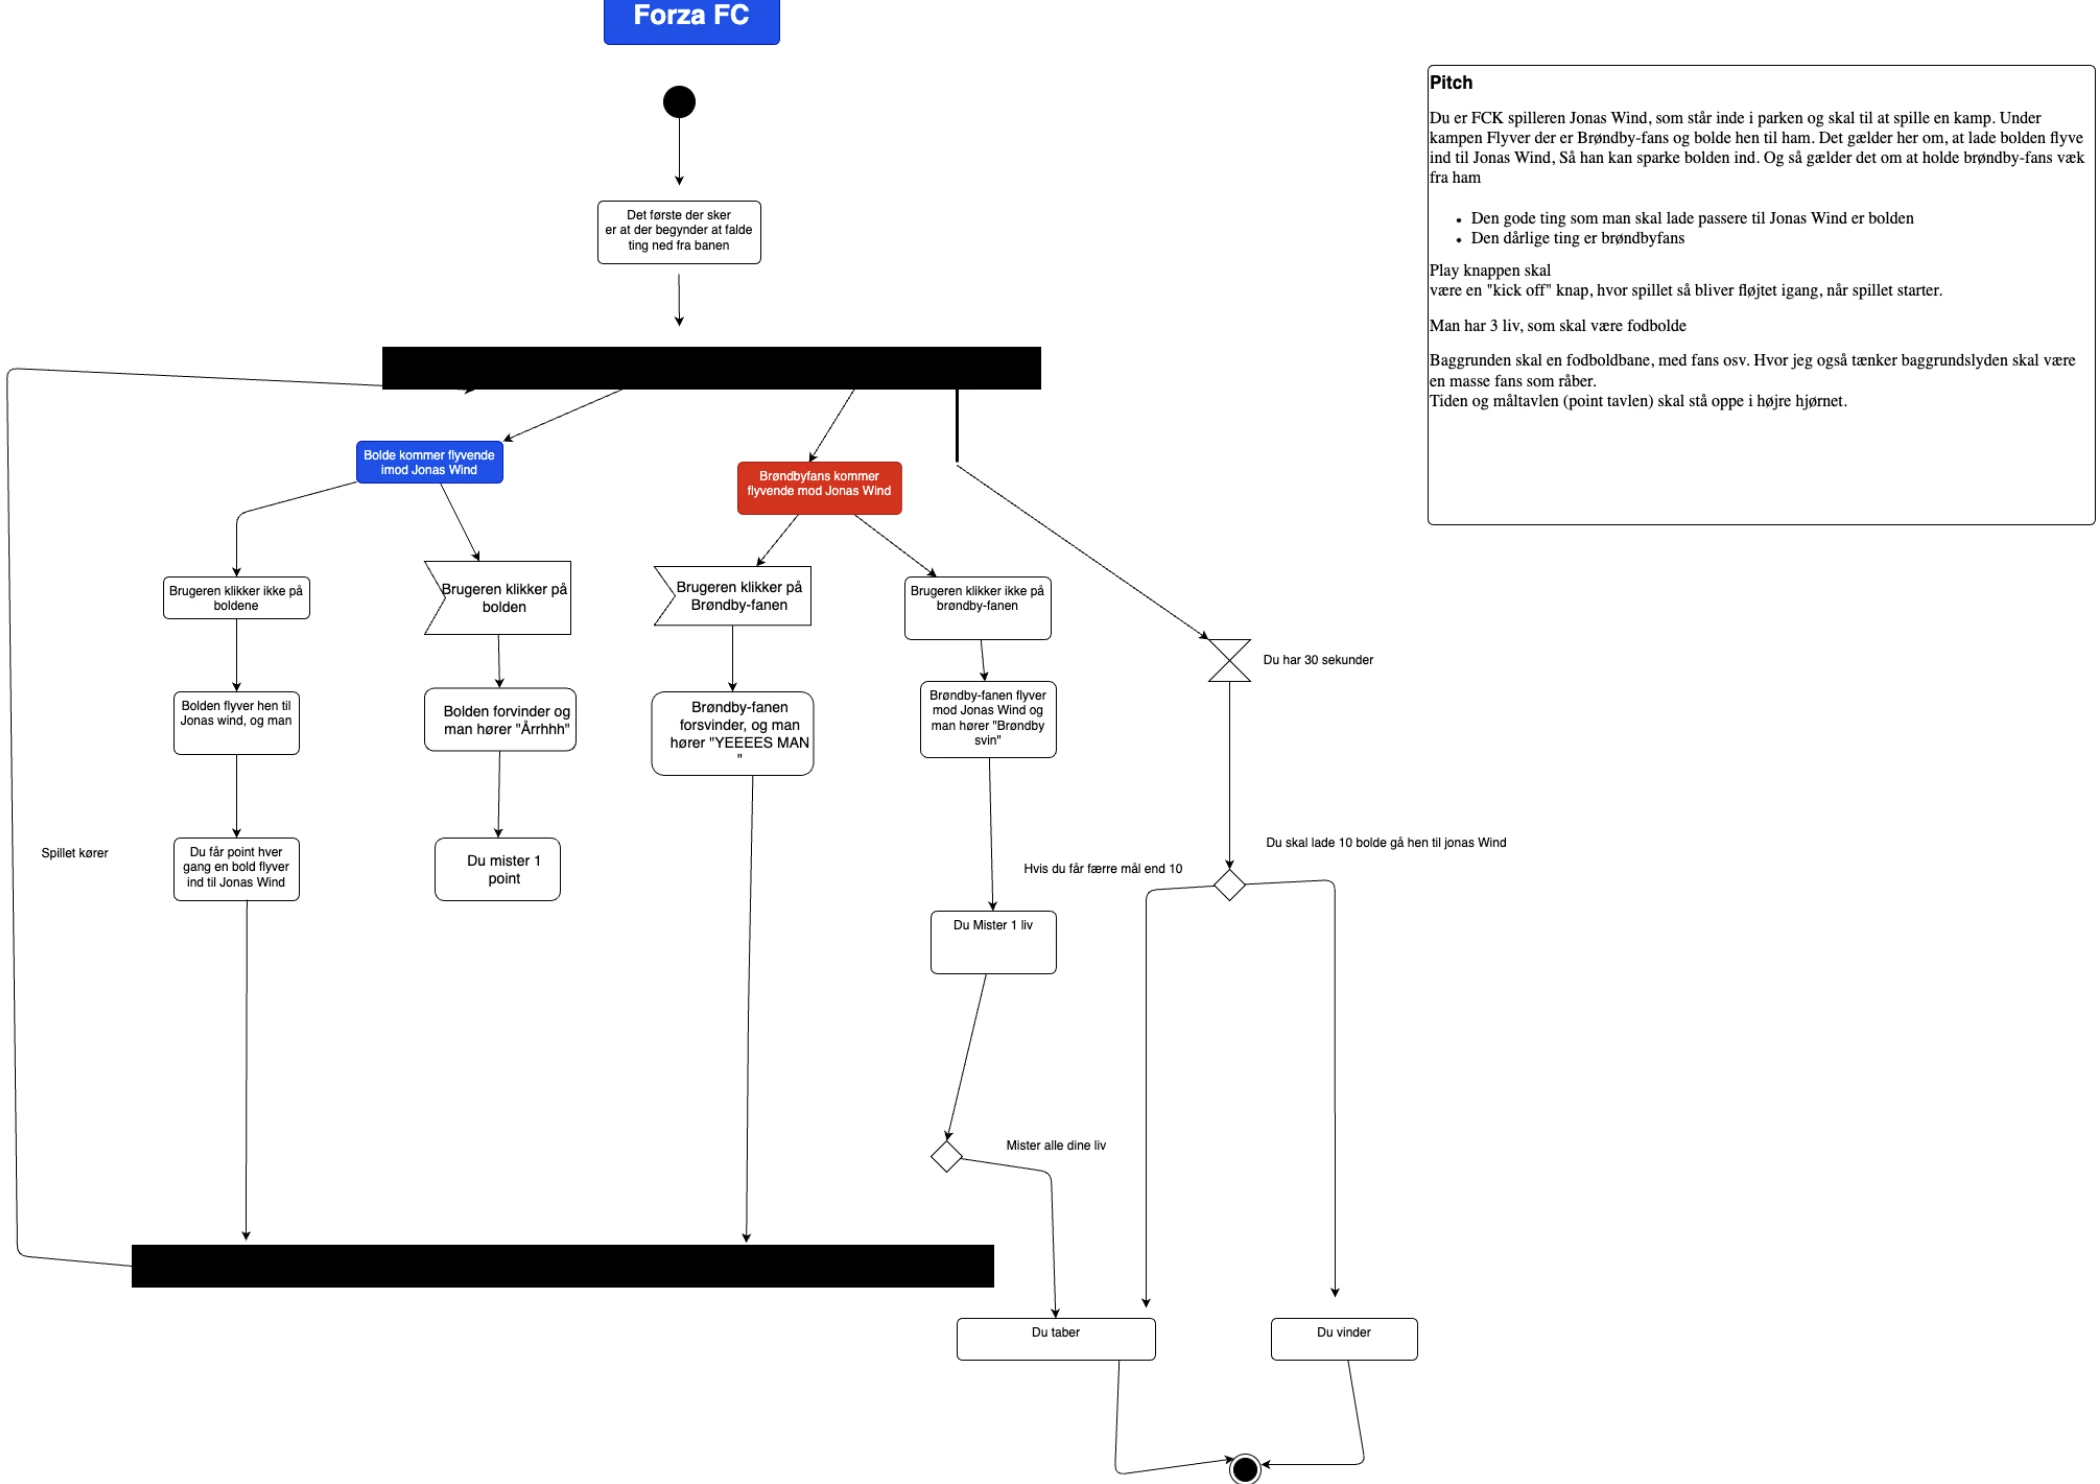 Forza FC
Pitch
Du er FCK spilleren Jonas Wind, som står inde i parken og skal til at spille en kamp. Under
kampen Flyver der er Brøndby-fans og bolde hen til ham. Det gælder her om, at lade bolden flyve
ind til Jonas Wind, Så han kan sparke bolden ind. Og så gælder det om at holde brøndby-fans væk
fra ham
• Den gode ting som man skal lade passere til Jonas Wind er bolden
• Den dårlige ting er brøndbyfans
Play knappen skal
være en "kick off" knap, hvor spillet så bliver fløjtet igang, når spillet starter.
Man har 3 liv, som skal være fodbolde
Baggrunden skal en fodboldbane, med fans osv. Hvor jeg også tænker baggrundslyden skal være
en masse fans som råber.
Tiden og måltavlen (point tavlen) skal stå oppe i højre hjørnet.
Det første der sker
er at der begynder at falde
ting ned fra banen
Bolde kommer flyvende
imod Jonas Wind
Brøndbyfans kommer
flyvende mod Jonas Wind
Brugeren klikker ikke på
boldene
Brugeren klikker på
bolden
Brugeren klikker på
Brøndby-fanen
Brugeren klikker ikke på
brøndby-fanen
Du har 30 sekunder
Bolden flyver hen til
Jonas wind, og man
Bolden forvinder og
man hører "Årrhhh"
Brøndby-fanen
forsvinder, og man
hører "YEEEES MAN
"
Brøndby-fanen flyver
mod Jonas Wind og
man hører "Brøndby
svin"
Spillet kører
Du får point hver
gang en bold flyver
ind til Jonas Wind
Du mister 1
point
Hvis du får færre mål end 10
Du skal lade 10 bolde gå hen til jonas Wind
Du Mister 1 liv
Mister alle dine liv
Du taber
Du vinder